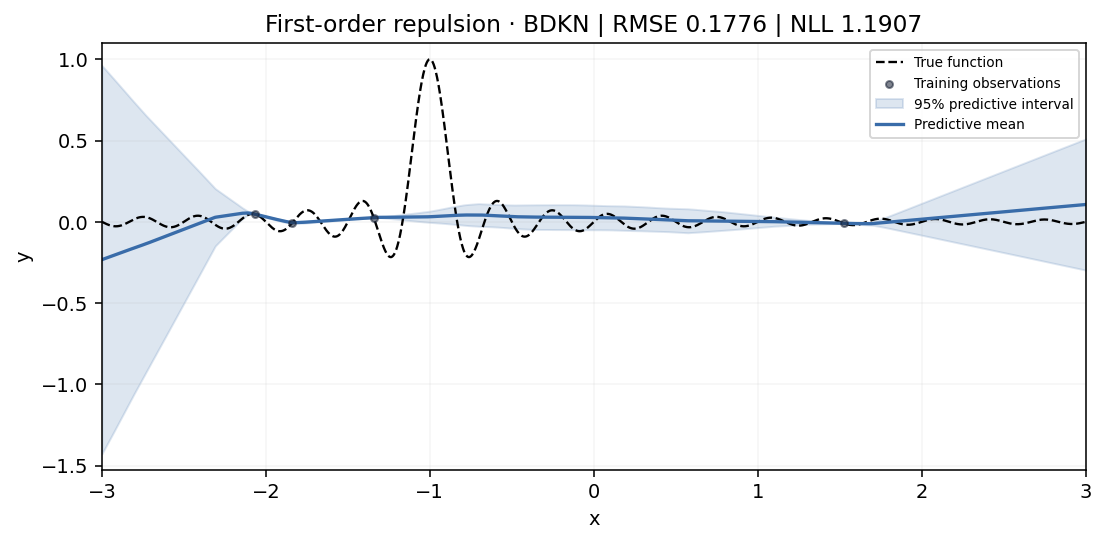 First-order repulsion · BDKN | RMSE 0.1776 | NLL 1.1907
True function
Training observations
95% predictive interval
Predictive mean
1.0
0.5
0.0
−0.5
−1.0
−1.5
y
−3
−2
−1
0
1
2
3
x